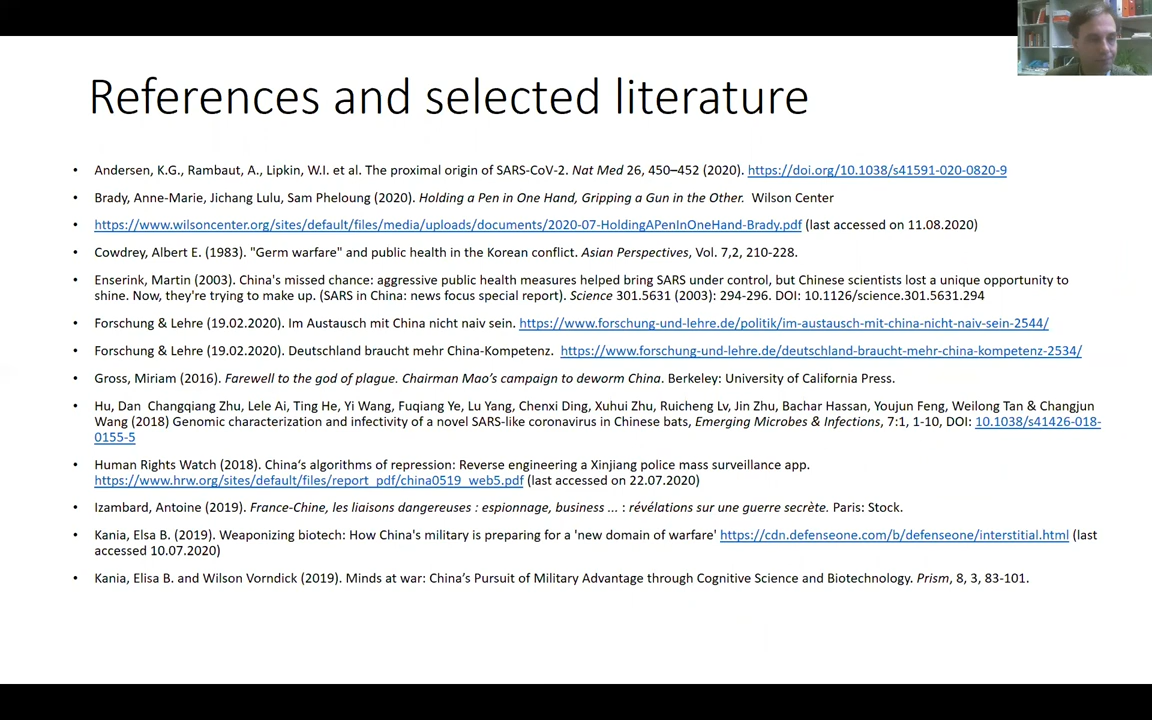 References and selected literature
• Andersen, K.G., Rambaut, A., Lipkin, W.I. et al. The proximal origin of SARS-CoV-2. Nat Med 26, 450–452 (2020). https://doi.org/10.1038/s41591-020-0820-9
• Brady, Anne-Marie, Jichang Lulu, Sam Pheloung (2020). Holding a Pen in One Hand, Gripping a Gun in the Other. Wilson Center
• https://www.wilsoncenter.org/sites/default/files/media/uploads/documents/2020-07-HoldingAPenInOneHand-Brady.pdf (last accessed on 11.08.2020)
• Cowdrey, Albert E. (1983). "Germ warfare" and public health in the Korean conflict. Asian Perspectives, Vol. 7,2, 210-228.
• Enserink, Martin (2003). China's missed chance: aggressive public health measures helped bring SARS under control, but Chinese scientists lost a unique opportunity to
shine. Now, they're trying to make up. (SARS in China: news focus special report). Science 301.5631 (2003): 294-296. DOI: 10.1126/science.301.5631.294
• Forschung & Lehre (19.02.2020). Im Austausch mit China nicht naiv sein. https://www.forschung-und-lehre.de/politik/im-austausch-mit-china-nicht-naiv-sein-2544/
• Forschung & Lehre (19.02.2020). Deutschland braucht mehr China-Kompetenz. https://www.forschung-und-lehre.de/deutschland-braucht-mehr-china-kompetenz-2534/
• Gross, Miriam (2016). Farewell to the god of plague. Chairman Mao’s campaign to deworm China. Berkeley: University of California Press.
• Hu, Dan Changqiang Zhu, Lele Ai, Ting He, Yi Wang, Fuqiang Ye, Lu Yang, Chenxi Ding, Xuhui Zhu, Ruicheng Lv, Jin Zhu, Bachar Hassan, Youjun Feng, Weilong Tan & Changjun
Wang (2018) Genomic characterization and infectivity of a novel SARS-like coronavirus in Chinese bats, Emerging Microbes & Infections, 7:1, 1-10, DOI: 10.1038/s41426-018-
0155-5
• Human Rights Watch (2018). China‘s algorithms of repression: Reverse engineering a Xinjiang police mass surveillance app.
https://www.hrw.org/sites/default/files/report_pdf/china0519_web5.pdf (last accessed on 22.07.2020)
• Izambard, Antoine (2019). France-Chine, les liaisons dangereuses : espionnage, business ... : révélations sur une guerre secrète. Paris: Stock.
• Kania, Elsa B. (2019). Weaponizing biotech: How China's military is preparing for a 'new domain of warfare' https://cdn.defenseone.com/b/defenseone/interstitial.html (last
accessed 10.07.2020)
• Kania, Elisa B. and Wilson Vorndick (2019). Minds at war: China’s Pursuit of Military Advantage through Cognitive Science and Biotechnology. Prism, 8, 3, 83-101.